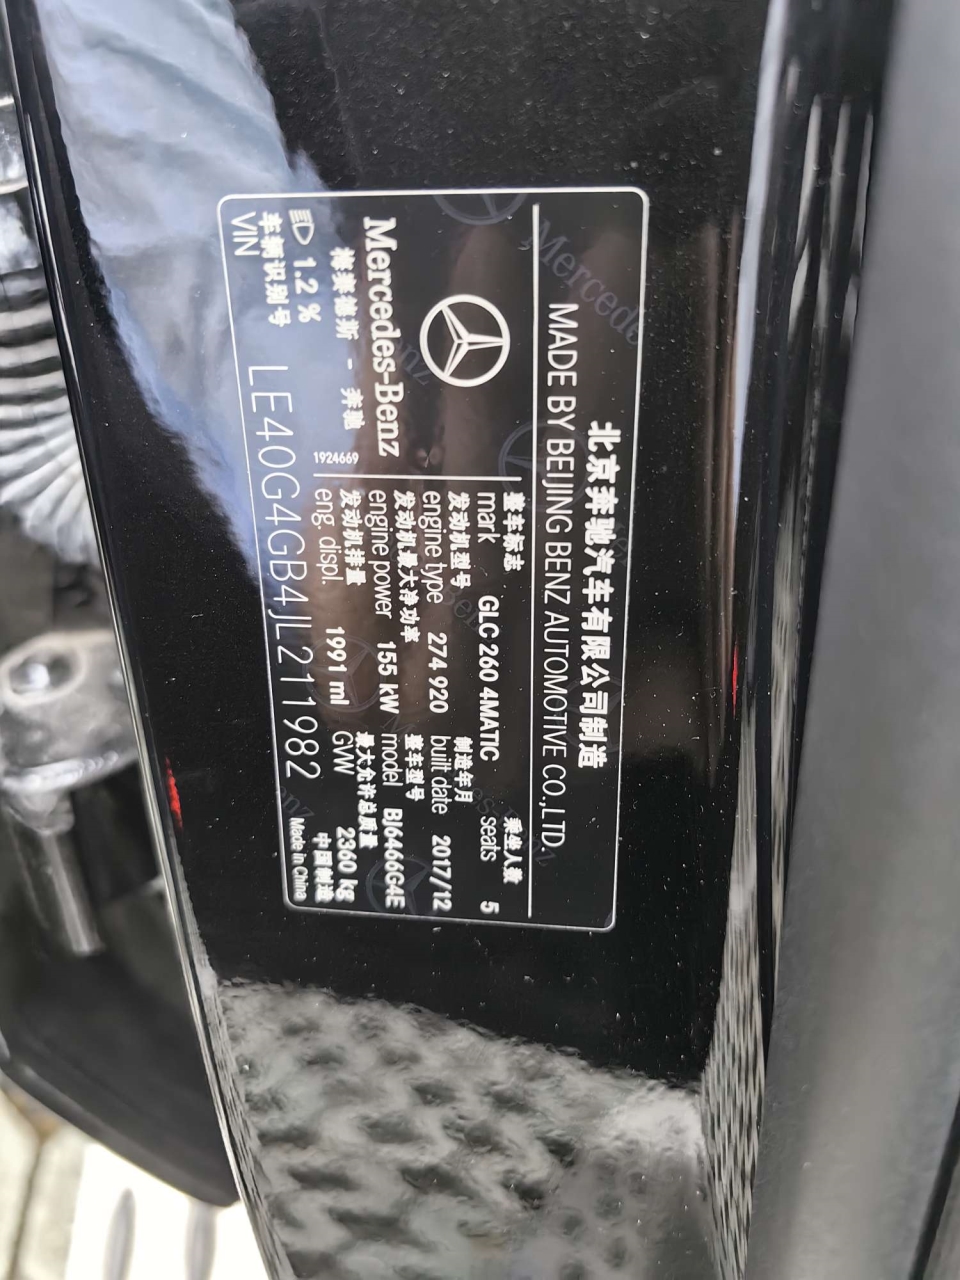 北京奔驰汽车有限公司制造
MADE BY BEIJING BENZ AUTOMOTIVE CO.,LTD.
Mercedes-Benz
梅赛德斯 - 奔驰
1924669
整车标志
mark GLC 260 4MATIC
乘坐人数
seats 5
发动机型号
engine type 274 920
制造年月
built date 2017/12
发动机最大净功率
engine power 155 kW
整车型号
model BJ6466G4E
发动机排量
eng. displ. 1991 ml
最大允许总质量
GVW 2360 kg
1.2 %
中国制造
Made in China
车辆识别号
VIN LE40G4GB4JL211982